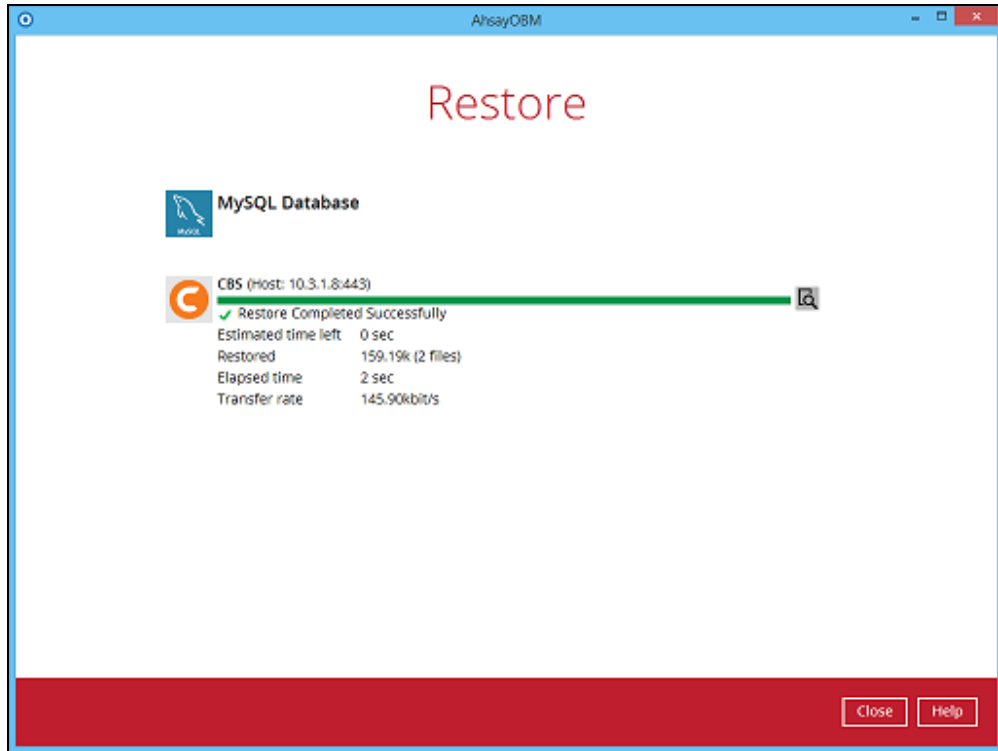 AhsayOBM
Restore
MySQL Database
MySQL
CBS (Host: 10.3.1.8:443)
Restore Completed Successfully
Estimated time left 0 sec
Restored 159.19k (2 files)
Elapsed time 2 sec
Transfer rate 145.90kbit/s
Close Help